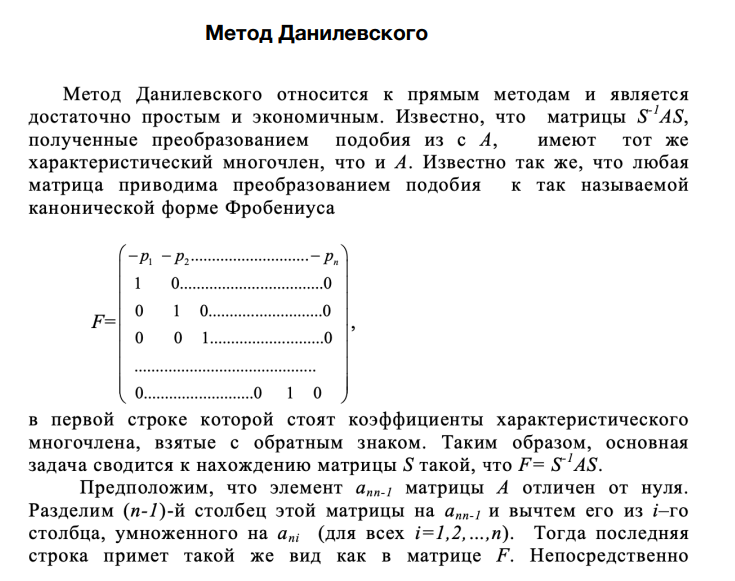 Метод Данилевского
Метод Данилевского относится к прямым методам и является
достаточно простым и экономичным. Известно, что матрицы S⁻¹AS,
полученные преобразованием подобия из с A, имеют тот же
характеристический многочлен, что и A. Известно так же, что любая
матрица приводима преобразованием подобия к так называемой
канонической форме Фробениуса
−p₁ −p₂............................−pₙ
1 0..................................0
0 1 0...........................0
F= 0 0 1...........................0 ,
...........................................
0..........................0 1 0
в первой строке которой стоят коэффициенты характеристического
многочлена, взятые с обратным знаком. Таким образом, основная
задача сводится к нахождению матрицы S такой, что F= S⁻¹AS.
Предположим, что элемент aₙₙ₋₁ матрицы A отличен от нуля.
Разделим (n-1)-й столбец этой матрицы на aₙₙ₋₁ и вычтем его из i–го
столбца, умноженного на aₙᵢ (для всех i=1,2,…,n). Тогда последняя
строка примет такой же вид как в матрице F. Непосредственно